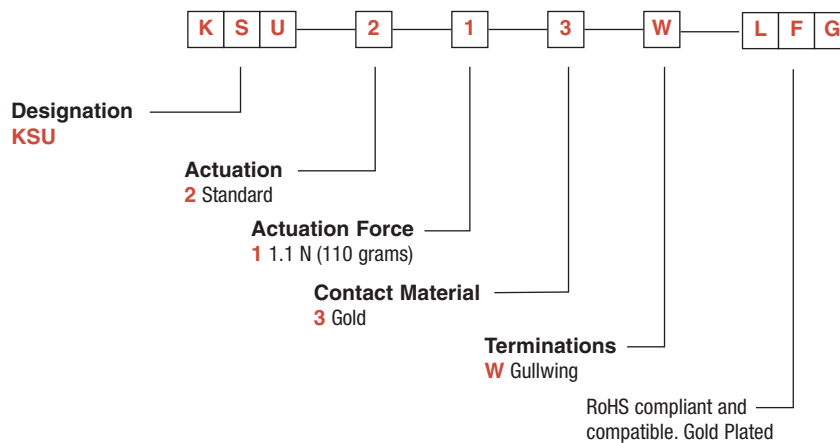 K S U 2 1 3 W L F G
Designation
KSU
Actuation
2 Standard
Actuation Force
1 1.1 N (110 grams)
Contact Material
3 Gold
Terminations
W Gullwing
RoHS compliant and
compatible. Gold Plated